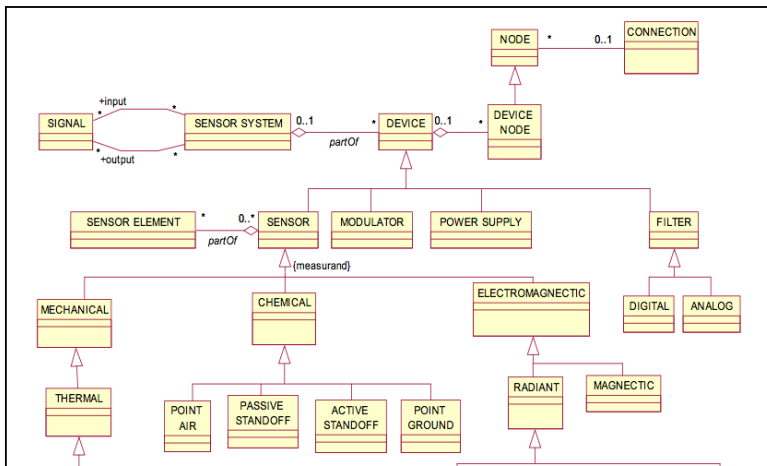 NODE
*
0..1
CONNECTION
+input
*
*
SIGNAL
SENSOR SYSTEM
0..1
*
partOf
DEVICE
0..1
*
DEVICE
NODE
*
*
+output
SENSOR ELEMENT
*
0..*
partOf
SENSOR
MODULATOR
POWER SUPPLY
FILTER
{measurand}
MECHANICAL
CHEMICAL
ELECTROMAGNECTIC
DIGITAL
ANALOG
THERMAL
POINT
AIR
PASSIVE
STANDOFF
ACTIVE
STANDOFF
POINT
GROUND
RADIANT
MAGNECTIC